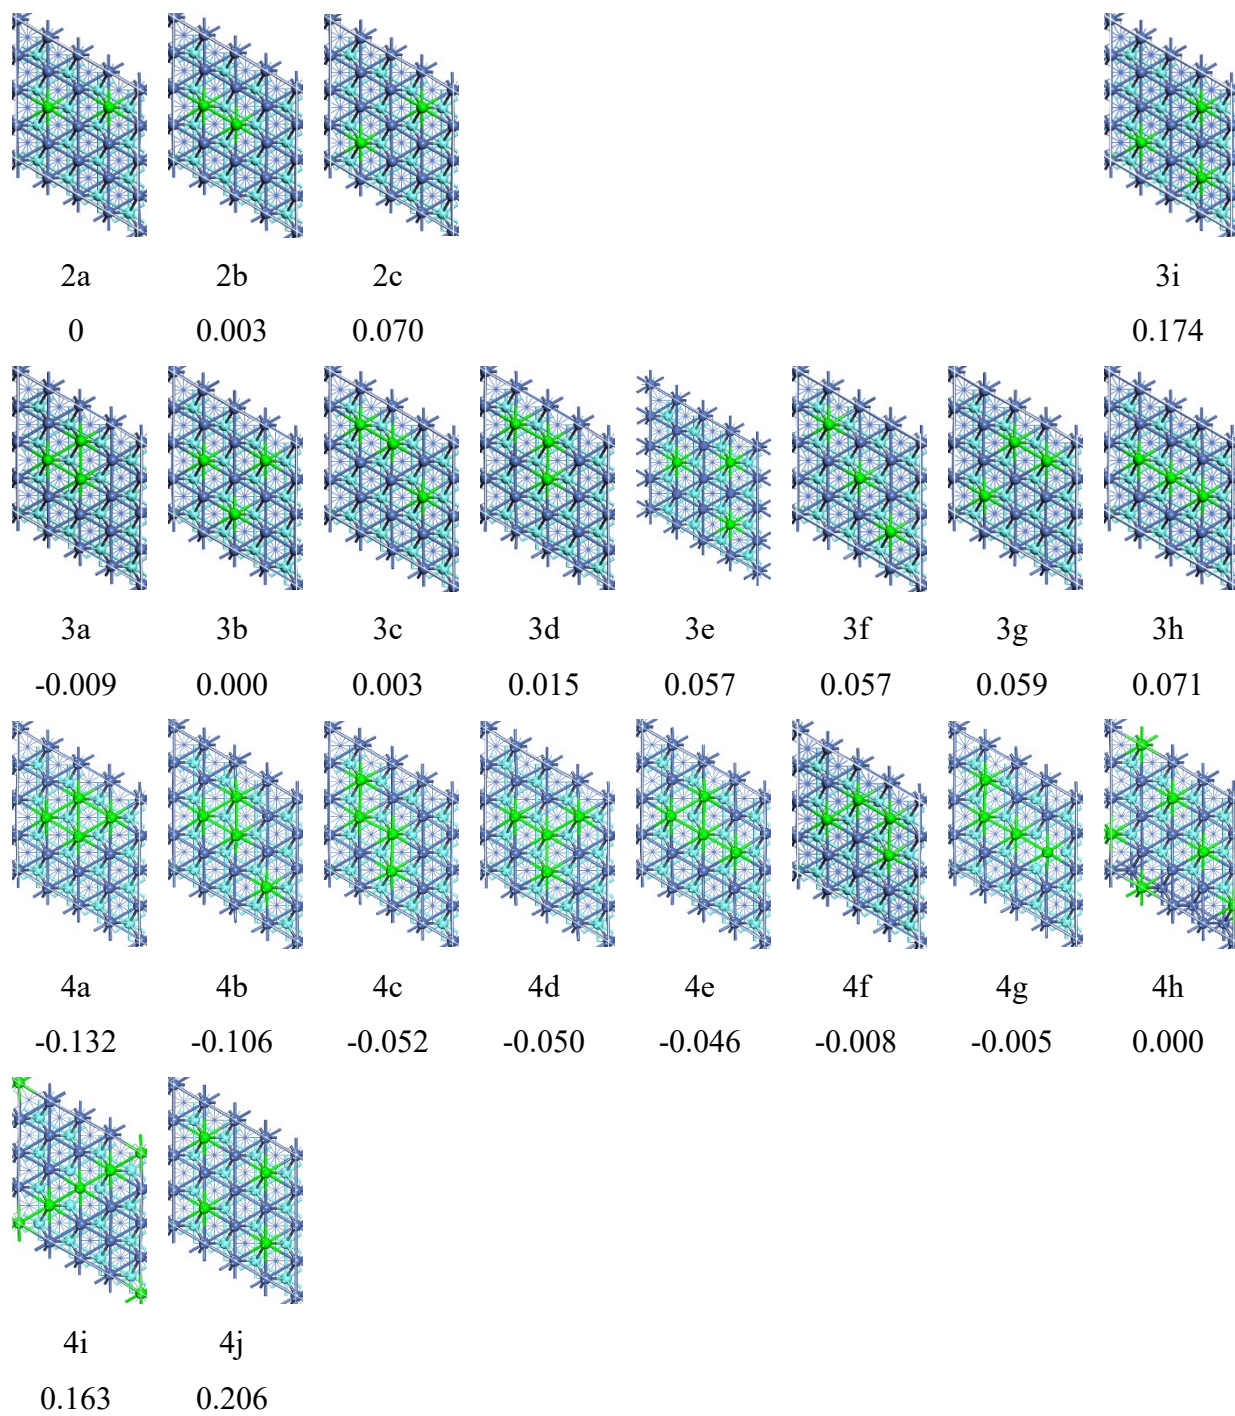 2a 2b 2c 3i
0 0.003 0.070 0.174
3a 3b 3c 3d 3e 3f 3g 3h
-0.009 0.000 0.003 0.015 0.057 0.057 0.059 0.071
4a 4b 4c 4d 4e 4f 4g 4h
-0.132 -0.106 -0.052 -0.050 -0.046 -0.008 -0.005 0.000
4i 4j
0.163 0.206